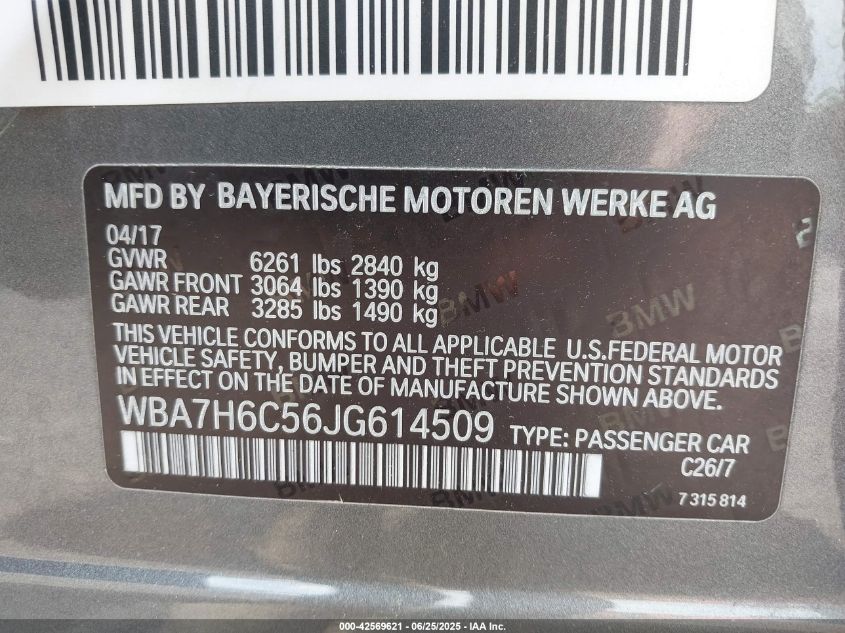 MFD BY BAYERISCHE MOTOREN WERKE AG
04/17
GVWR 6261 lbs 2840 kg
GAWR FRONT 3064 lbs 1390 kg
GAWR REAR 3285 lbs 1490 kg
THIS VEHICLE CONFORMS TO ALL APPLICABLE U.S.FEDERAL MOTOR
VEHICLE SAFETY, BUMPER AND THEFT PREVENTION STANDARDS
IN EFFECT ON THE DATE OF MANUFACTURE SHOWN ABOVE.
WBA7H6C56JG614509 TYPE: PASSENGER CAR
C26/7
7 315 814
BMW
BMW
BMW
000-42569621 - 06/25/2025 - IAA Inc.